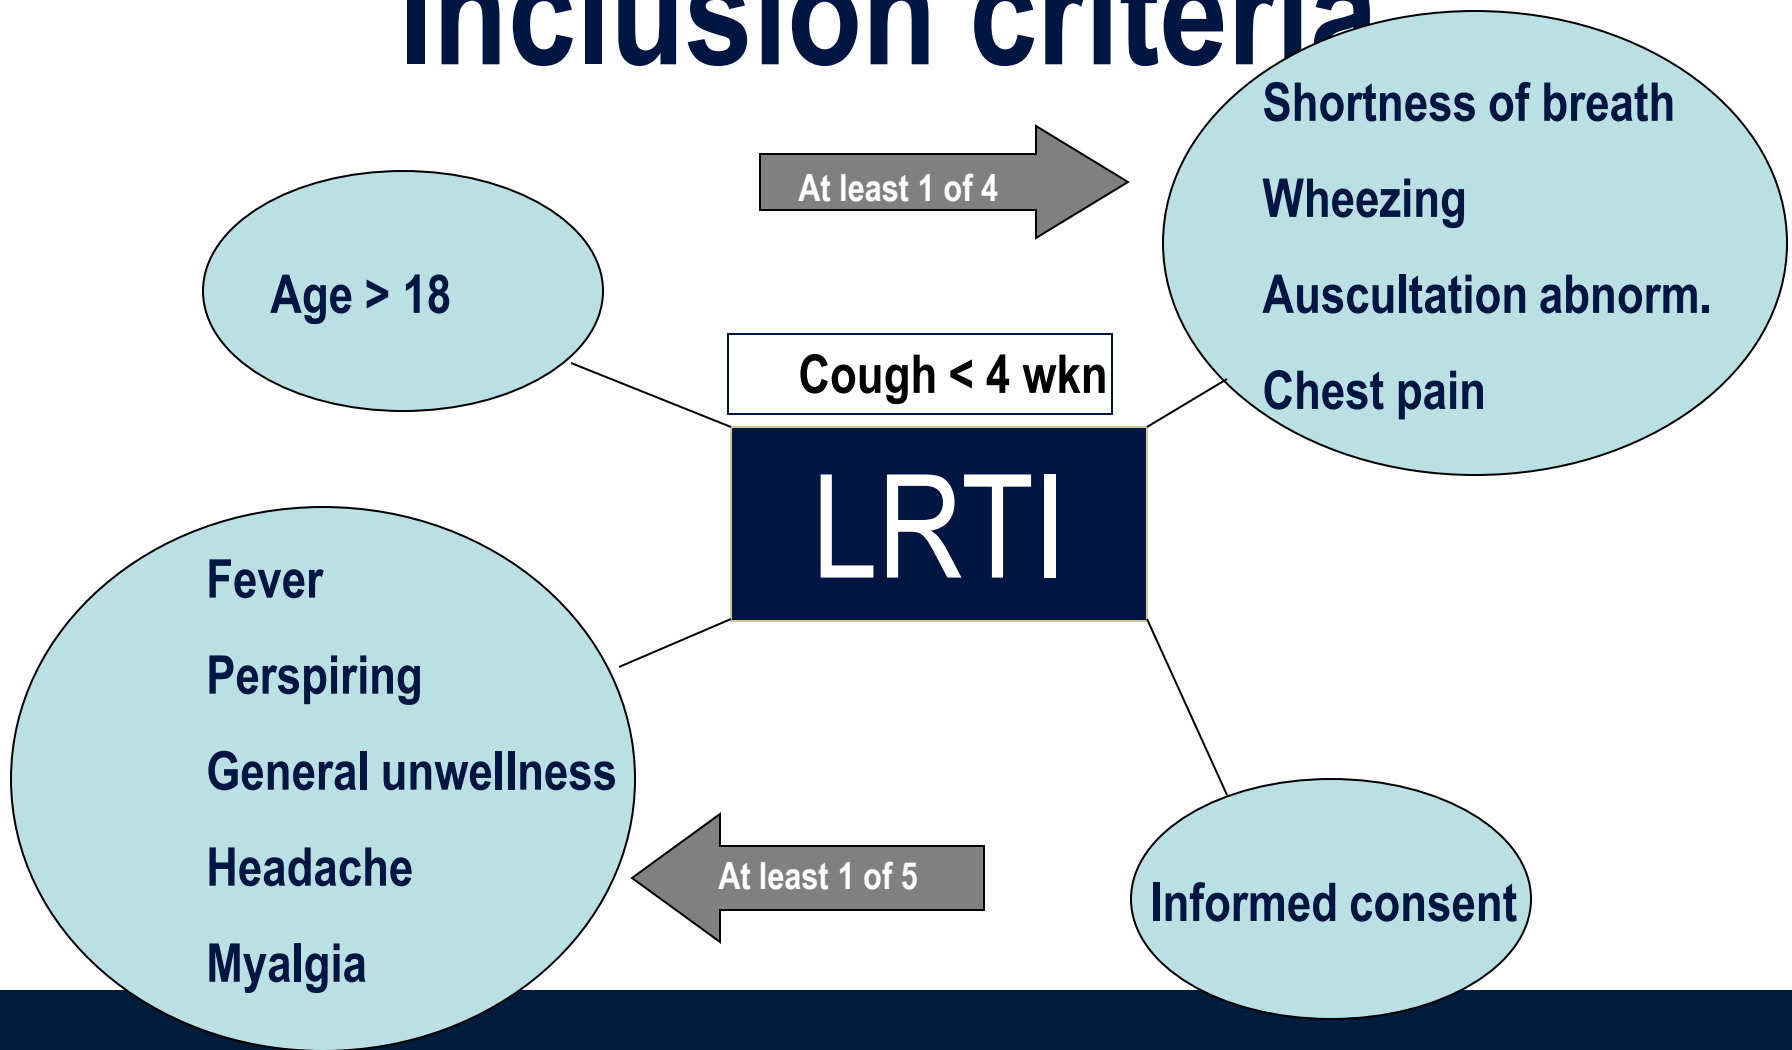 Inclusion criteria
At least 1 of 4
Shortness of breath
Wheezing
Auscultation abnorm.
Chest pain
Age > 18
Cough < 4 wkn
LRTI
Fever
Perspiring
General unwellness
Headache
Myalgia
At least 1 of 5
Informed consent